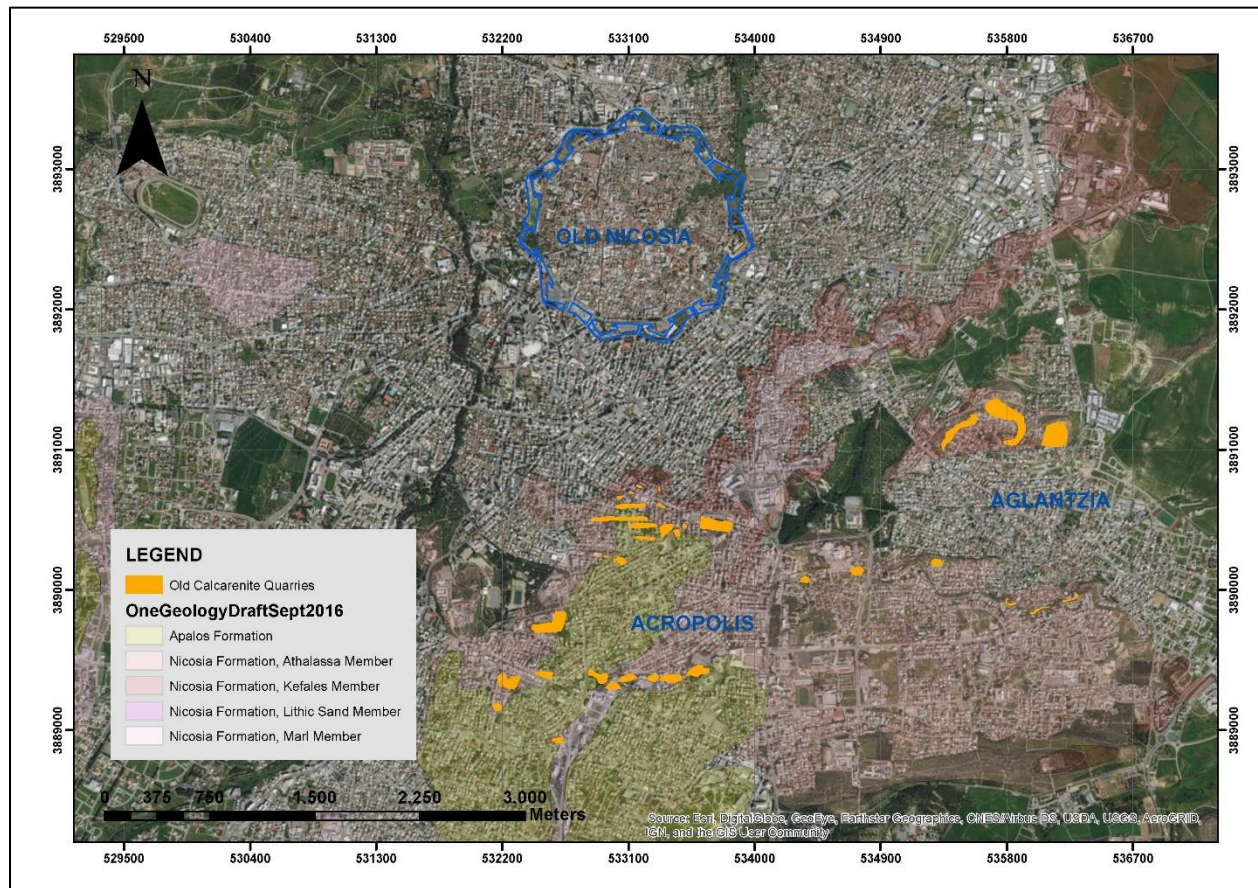 529500 530400 531300 532200 533100 534000 534900 535800 536700
N
3893000 3893000
OLD NICOSIA
3892000 3892000
3891000 3891000
AGLANTZIA
LEGEND
Old Calcarenite Quarries
OneGeologyDraftSept2016
Apalos Formation
Nicosia Formation, Athalassa Member
Nicosia Formation, Kefales Member
Nicosia Formation, Lithic Sand Member
Nicosia Formation, Marl Member
3890000 3890000
ACROPOLIS
3889000 3889000
0 375 750 1.500 2.250 3.000
Meters
Source: Esri, DigitalGlobe, GeoEye, Earthstar Geographics, CNES/Airbus DS, USDA, USGS, AeroGRID,
IGN, and the GIS User Community
529500 530400 531300 532200 533100 534000 534900 535800 536700